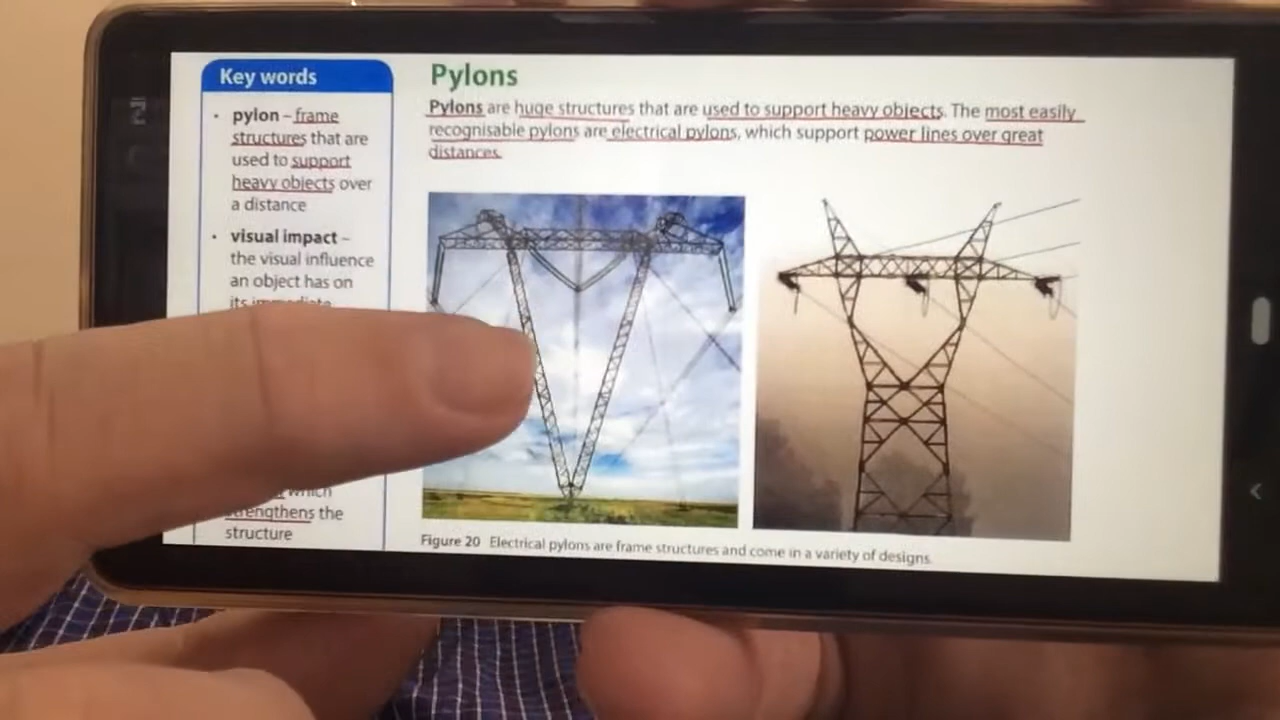 Key words
• pylon – frame
structures that are
used to support
heavy objects over
a distance
• visual impact –
the visual influence
an object has on
its immediate
which
strengthens the
structure
Pylons
Pylons are huge structures that are used to support heavy objects. The most easily
recognisable pylons are electrical pylons, which support power lines over great
distances.
Figure 20 Electrical pylons are frame structures and come in a variety of designs.